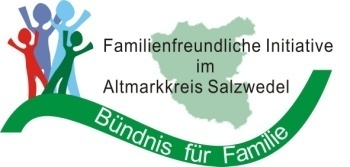 Familienfreundliche Initiative
im
Altmarkkreis Salzwedel
Bündnis für Familie